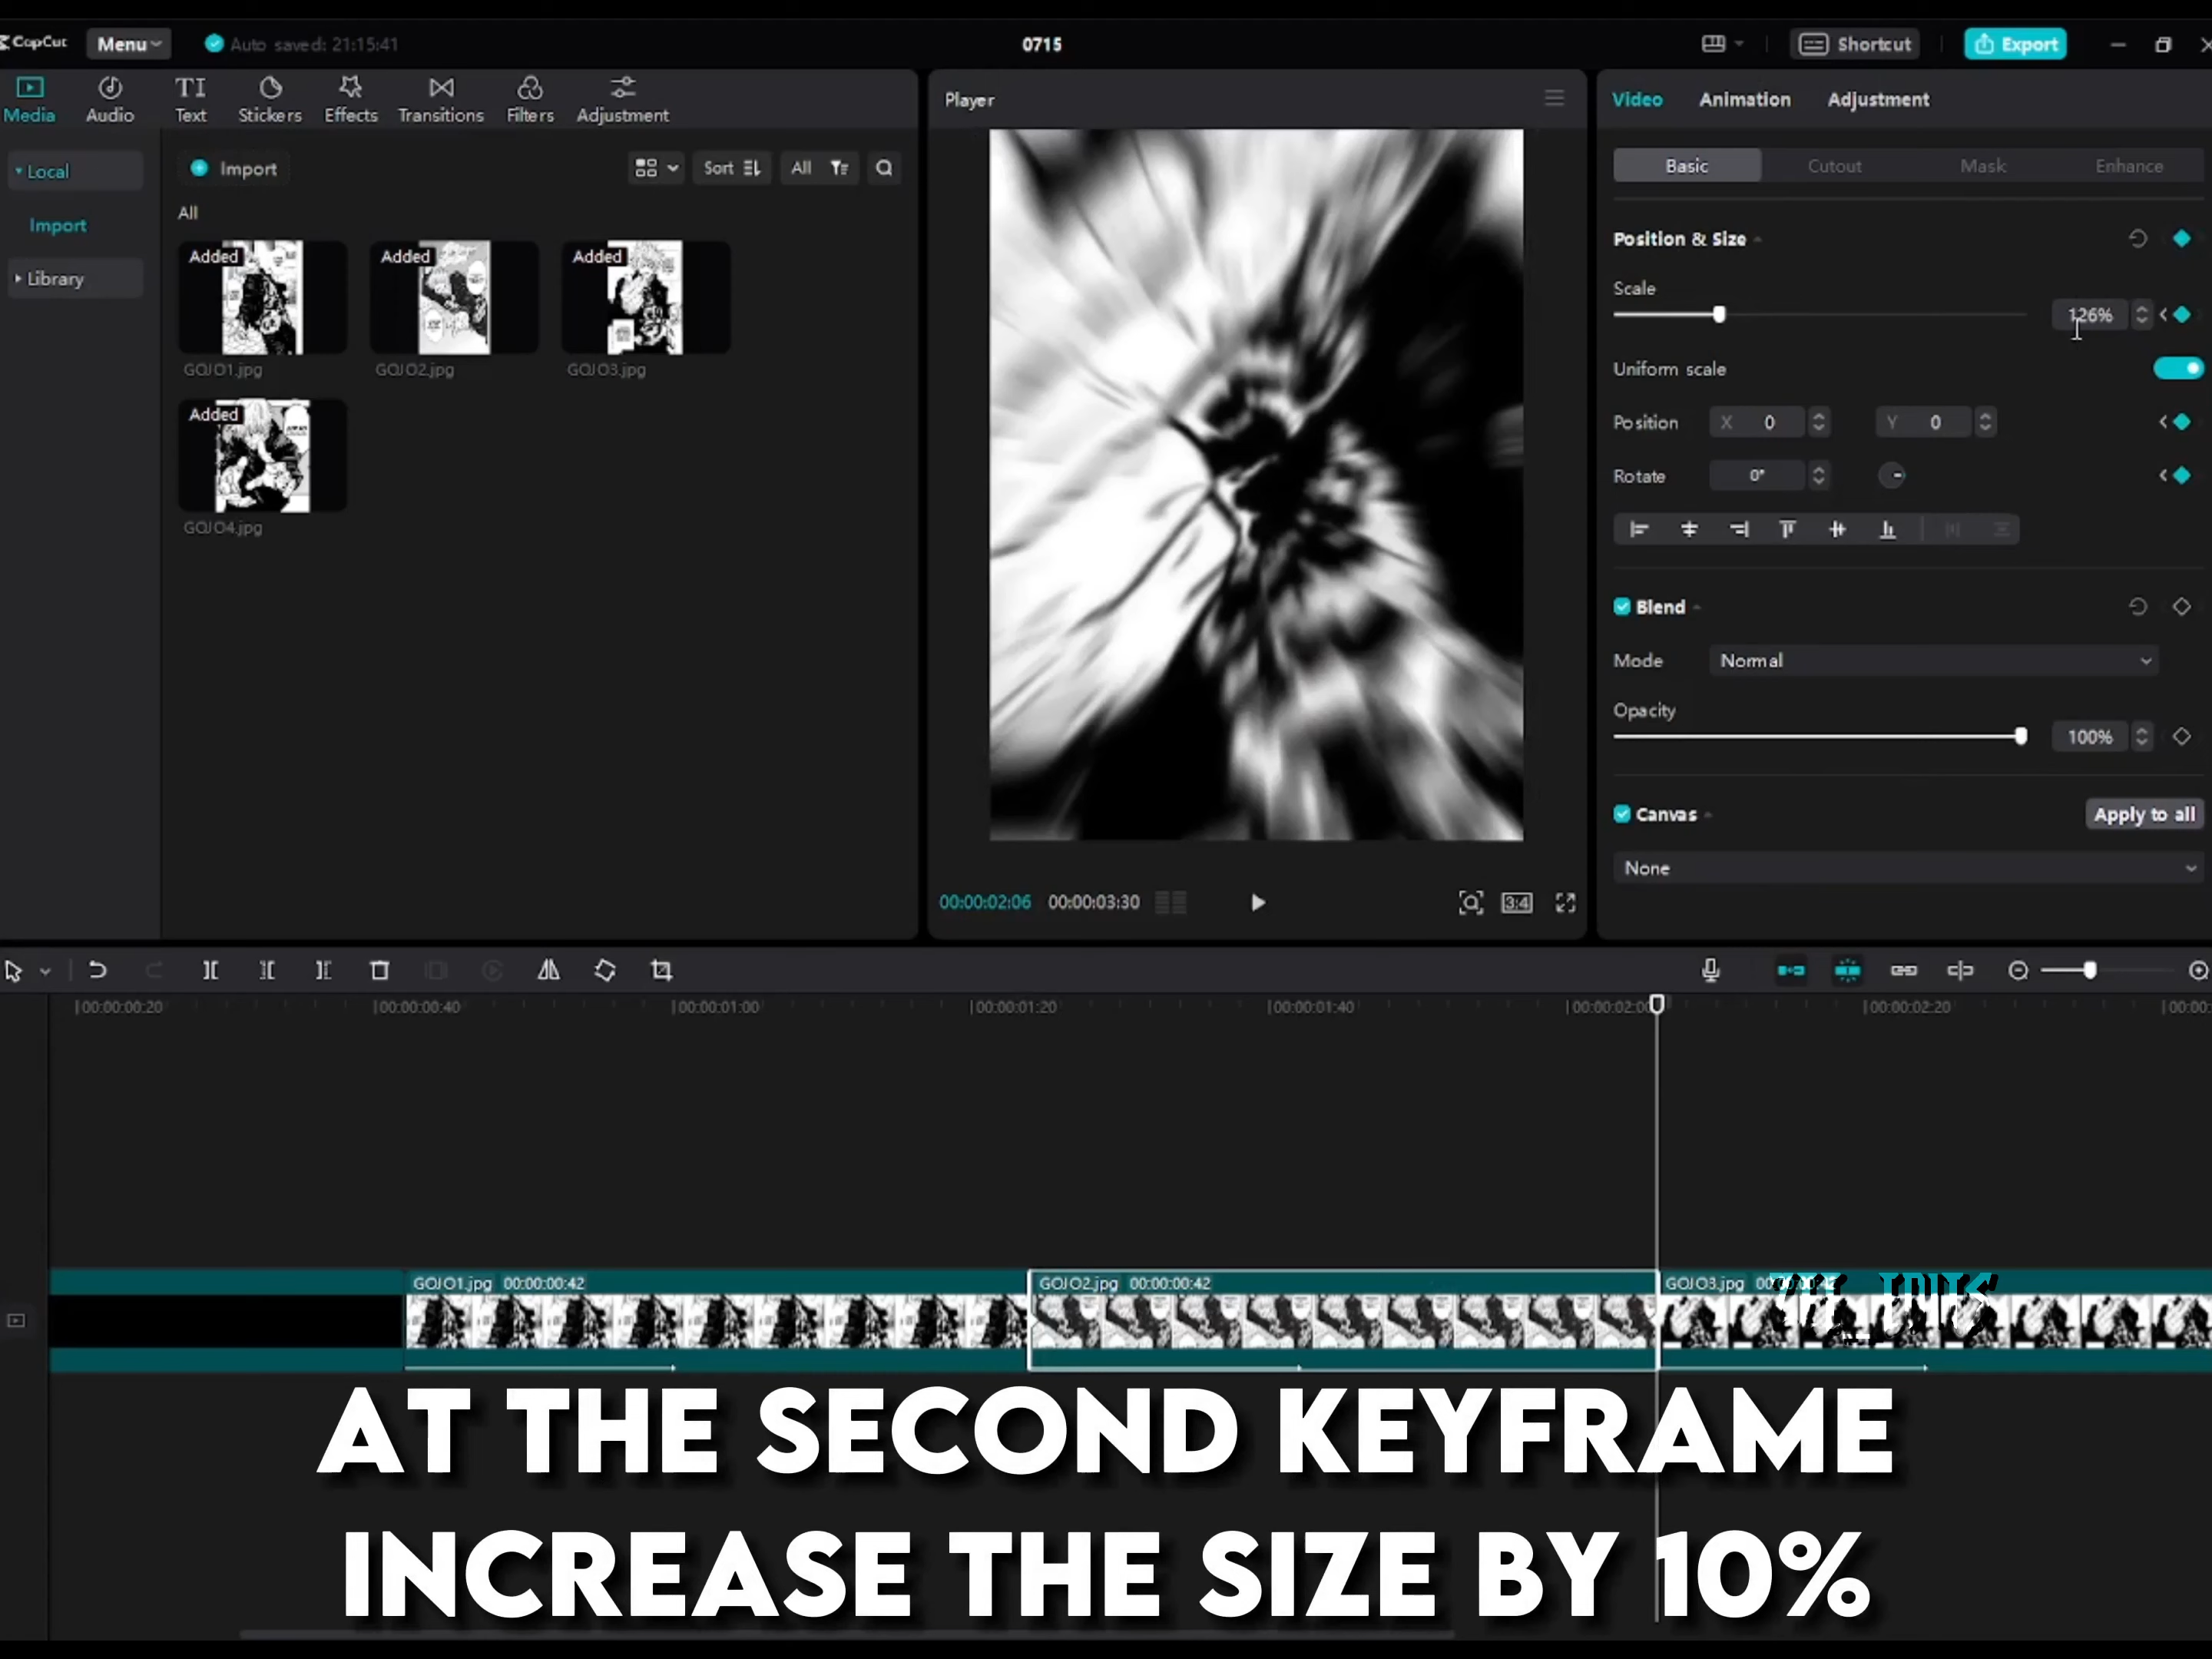 CapCut
Menu
Auto saved: 21:15:41
0715
Shortcut
Export
Media
Audio
TI
Text
Stickers
Effects
Transitions
Filters
Adjustment
Local
Import
Library
Import
Sort
All
All
Added
GOJO1.jpg
Added
GOJO2.jpg
Added
GOJO3.jpg
Added
GOJO4.jpg
Player
00:00:02:06
00:00:03:30
3:4
Video
Animation
Adjustment
Basic
Cutout
Mask
Enhance
Position & Size
Scale
126%
Uniform scale
Position
X 0
Y 0
Rotate
0°
Blend
Mode
Normal
Opacity
100%
Canvas
Apply to all
None
00:00:00:20
00:00:00:40
00:00:01:00
00:00:01:20
00:00:01:40
00:00:02:00
00:00:02:20
00:00:
GOJO1.jpg 00:00:00:42
GOJO2.jpg 00:00:00:42
GOJO3.jpg
AT THE SECOND KEYFRAME
INCREASE THE SIZE BY 10%